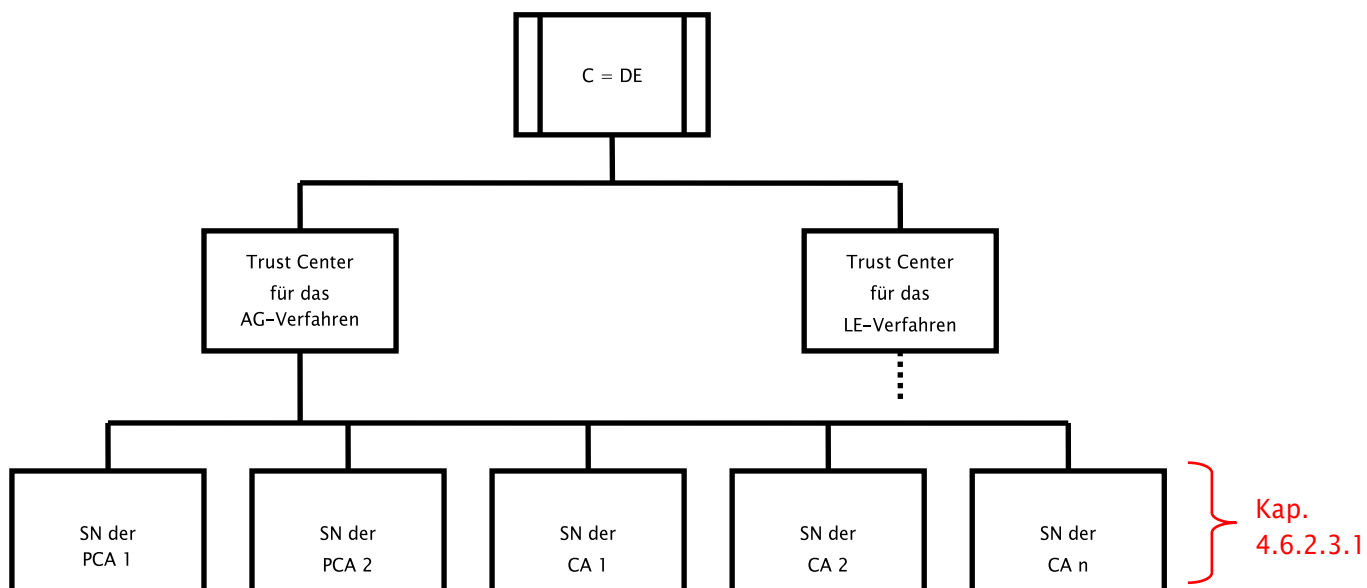 C = DE
Trust Center
für das
AG-Verfahren
Trust Center
für das
LE-Verfahren
SN der
PCA 1
SN der
PCA 2
SN der
CA 1
SN der
CA 2
SN der
CA n
Kap.
4.6.2.3.1